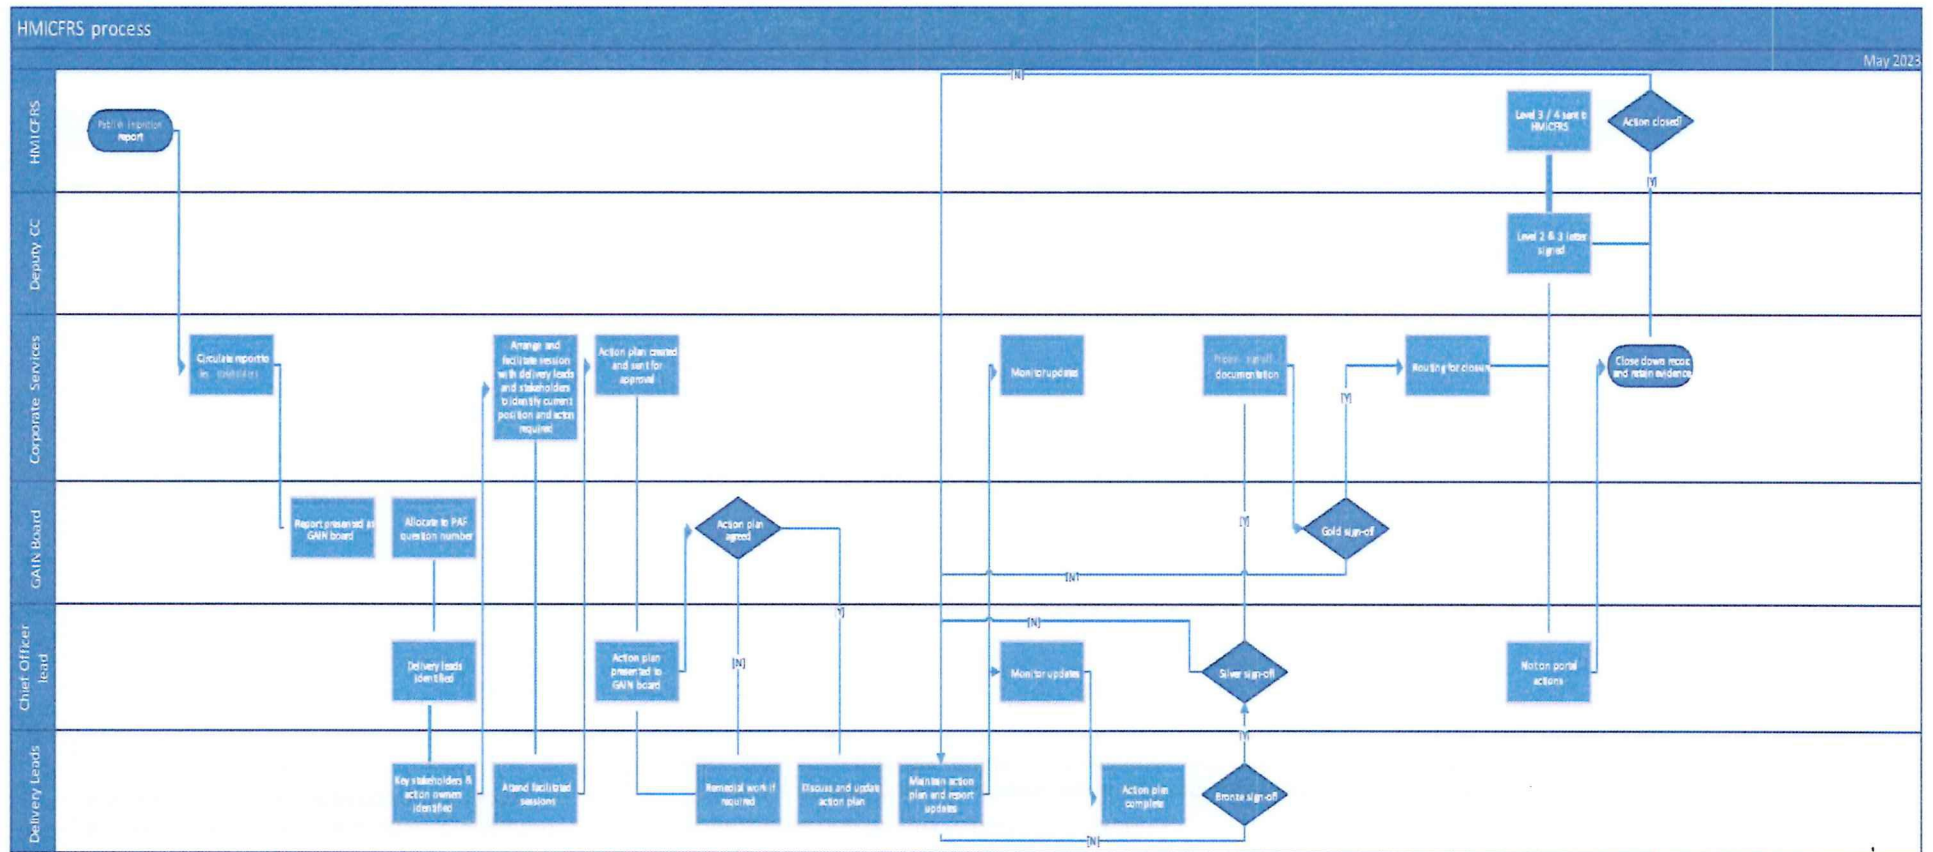 HMICFRS process
May 2023
HMICFRS
report
Level 3 / 4 sent to
HMICFRS
Action closed?
[N]
[Y]
Deputy CC
Level 2 & 3 letter
signed
Corporate Services
Circulate report to
Arrange and
facilitate session
with delivery leads
and stakeholders
to identify current
position and action
required
Action plan created
and sent for
approval
Monitor updates
documentation
[Y]
Routing for closure
Close down
and retain evidence
GAIN Board
Report presented at
GAIN board
Allocate to PAF
question number
Action plan
agreed
[Y]
Gold sign-off
[N]
Chief Officer
lead
Delivery leads
identified
Action plan
presented to
GAIN board
[N]
[Y]
[N]
Monitor updates
Silver sign-off
Not on portal
actions
Delivery Leads
Key stakeholders &
action owners
identified
Attend facilitated
sessions
Remedial work if
required
Discuss and update
action plan
Maintain action
plan and report
updates
Action plan
complete
[Y]
Bronze sign-off
[N]